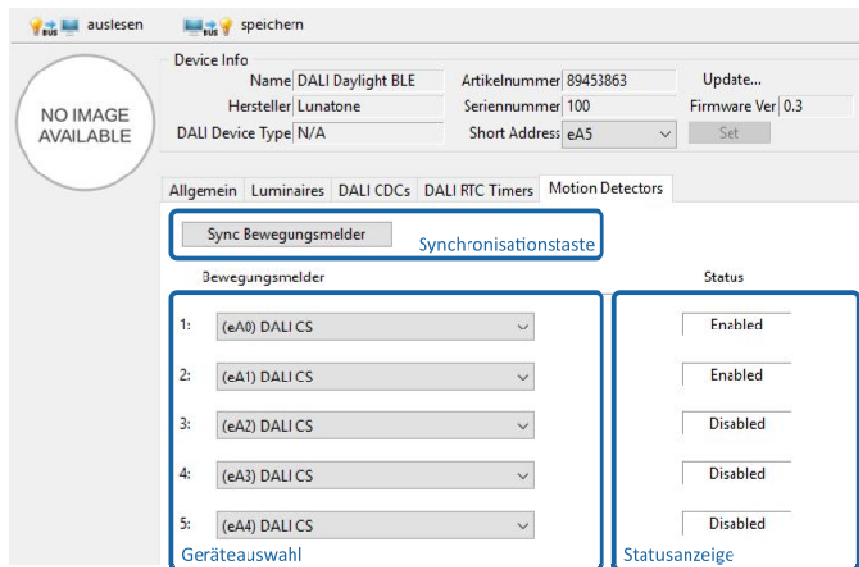 auslesen speichern
NO IMAGE
AVAILABLE
Device Info
Name DALI Daylight BLE Artikelnummer 89453863 Update...
Hersteller Lunatone Seriennummer 100 Firmware Ver 0.3
DALI Device Type N/A Short Address eA5 Set
Allgemein Luminaires DALI CDCs DALI RTC Timers Motion Detectors
Sync Bewegungsmelder Synchronisationstaste
Bewegungsmelder Status
1: (eA0) DALI CS Enabled
2: (eA1) DALI CS Enabled
3: (eA2) DALI CS Disabled
4: (eA3) DALI CS Disabled
5: (eA4) DALI CS Disabled
Geräteauswahl Statusanzeige